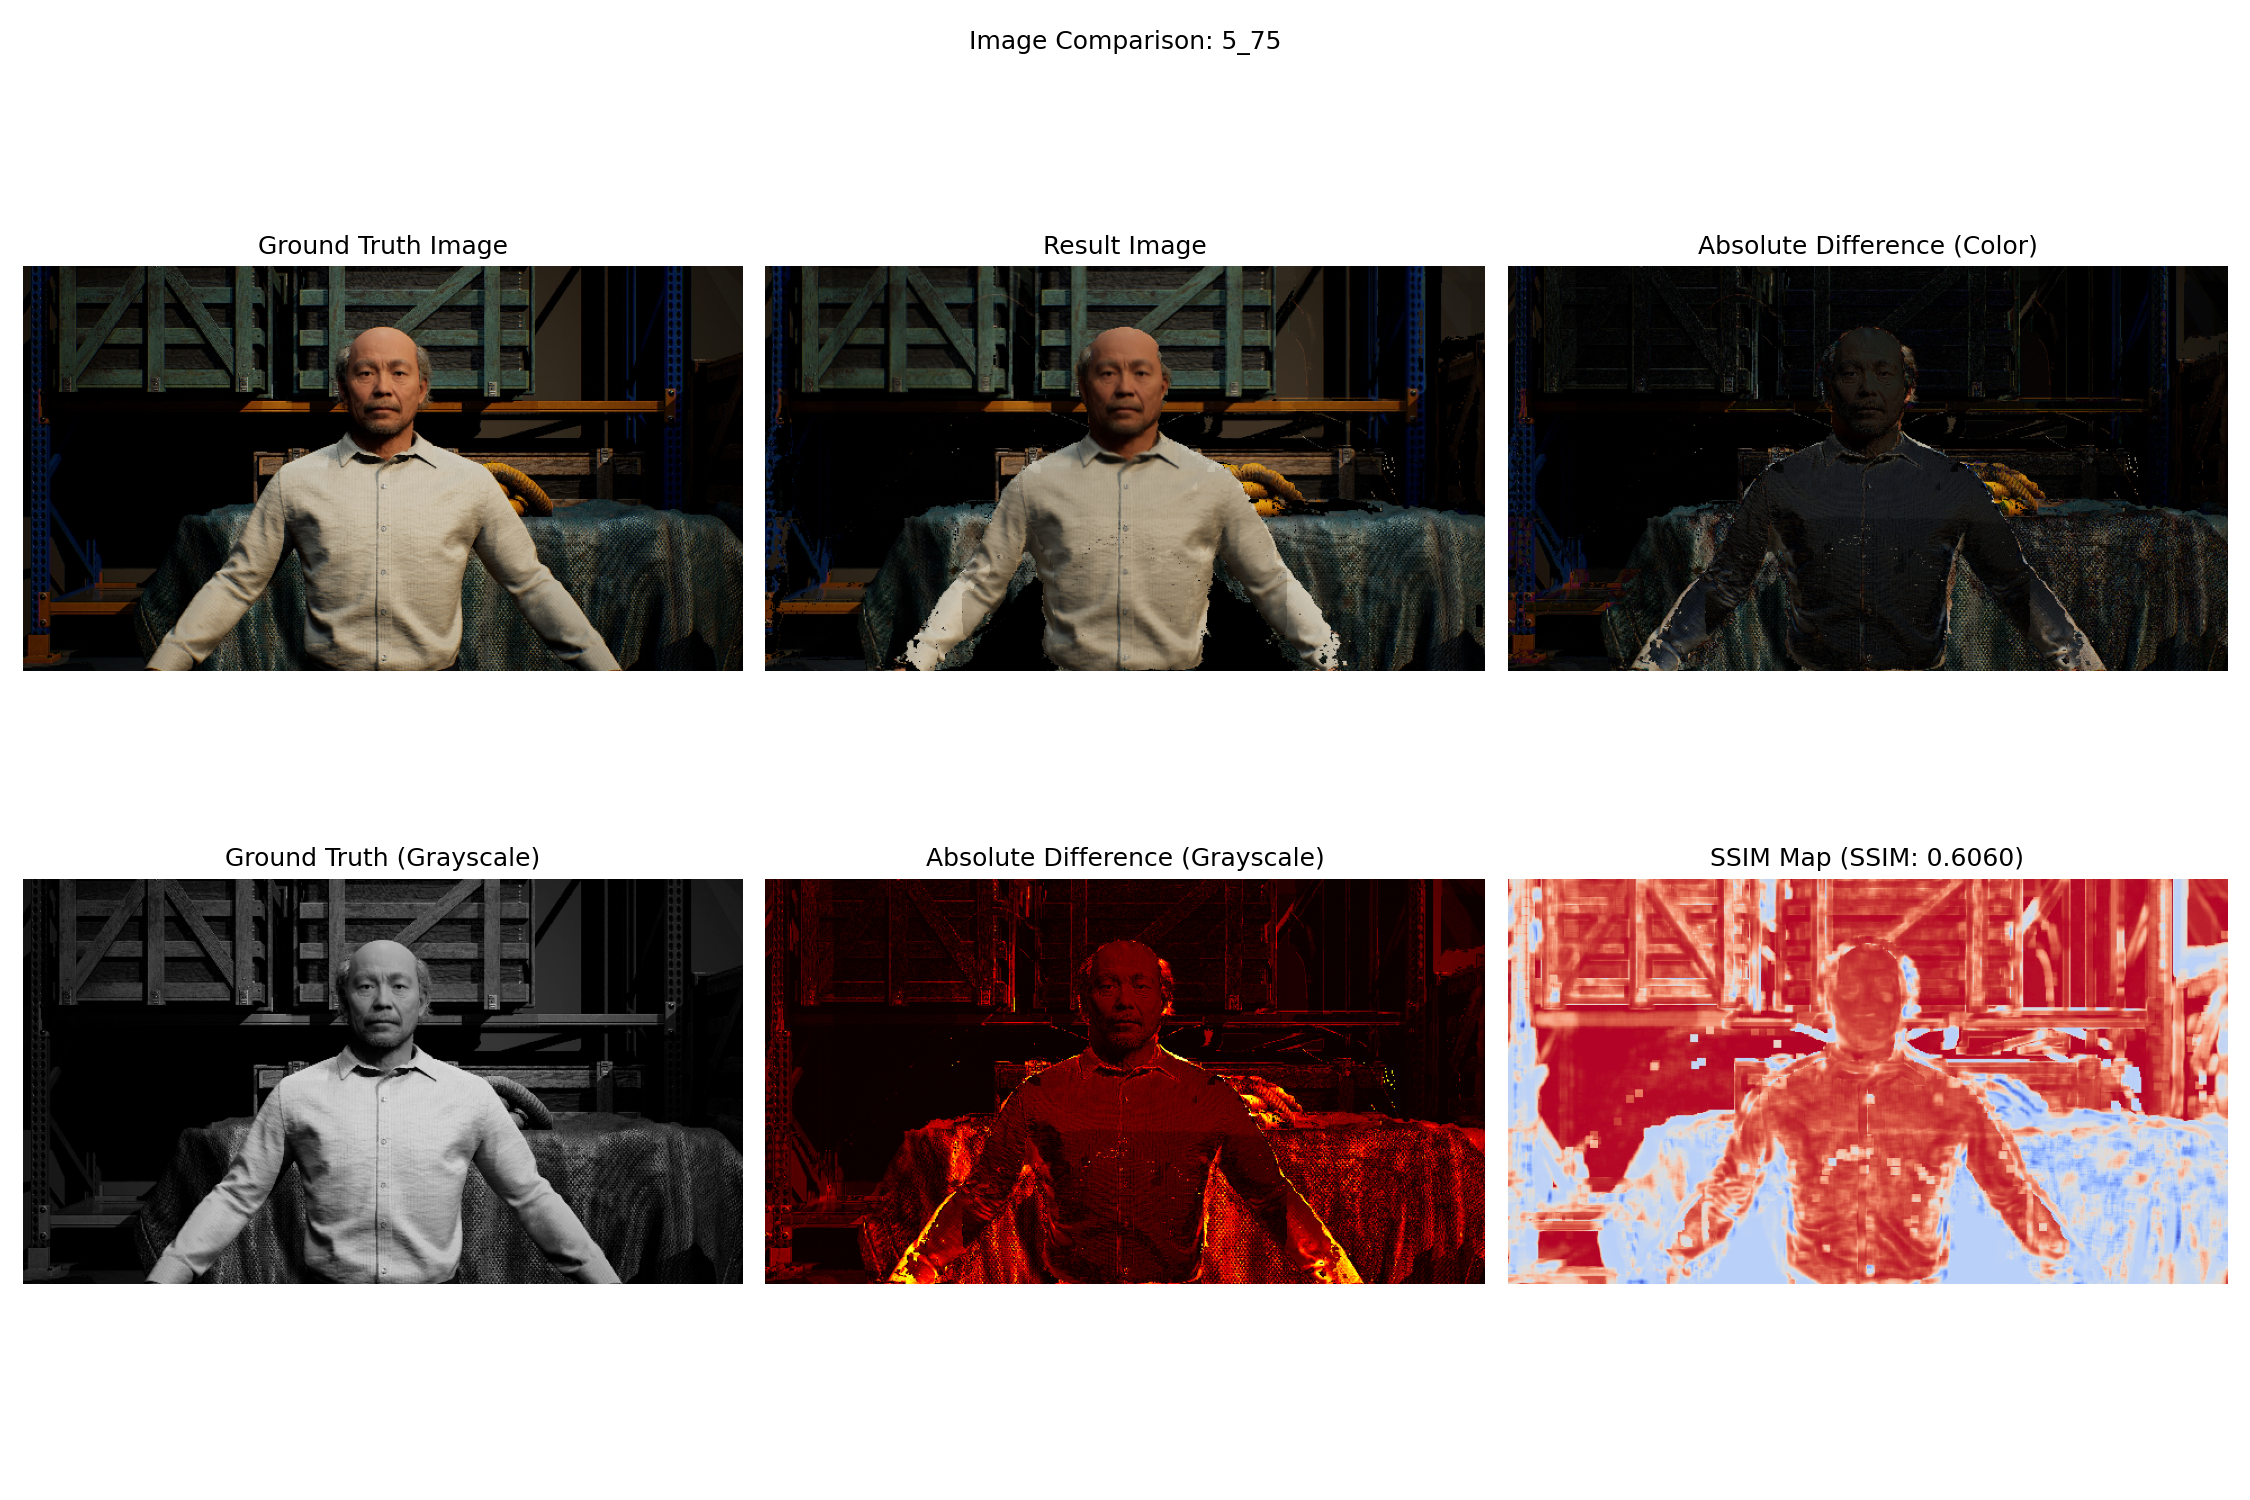 Image Comparison: 5_75
Ground Truth Image
Result Image
Absolute Difference (Color)
Ground Truth (Grayscale)
Absolute Difference (Grayscale)
SSIM Map (SSIM: 0.6060)